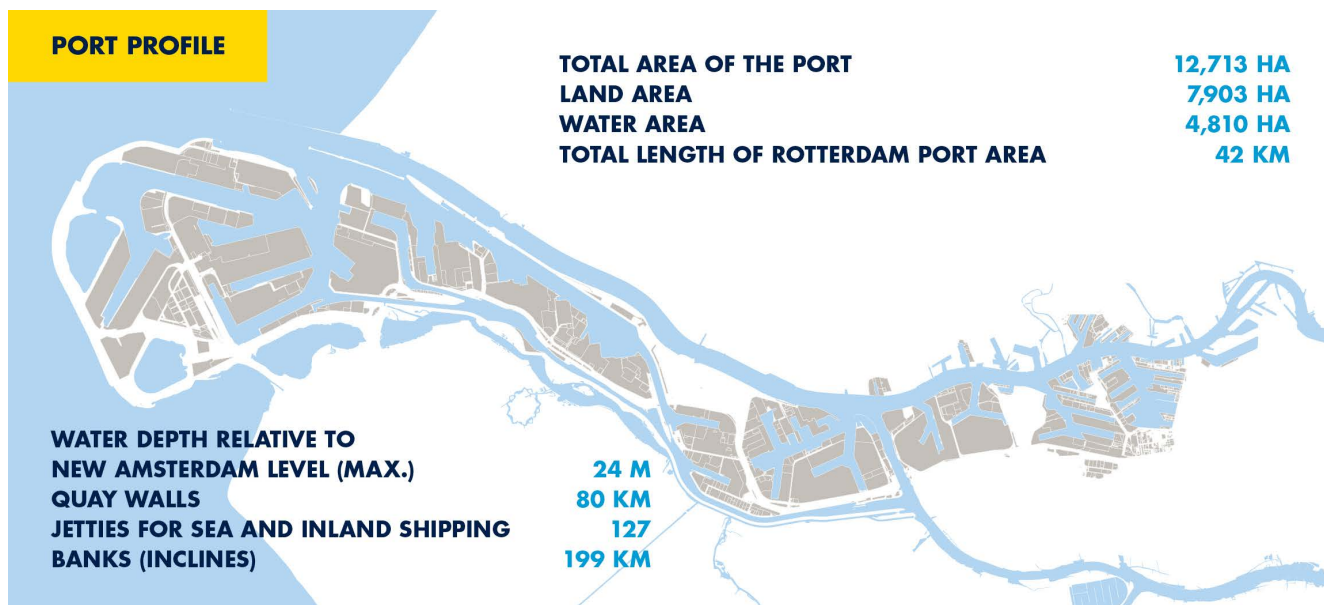 PORT PROFILE
TOTAL AREA OF THE PORT 12,713 HA
LAND AREA 7,903 HA
WATER AREA 4,810 HA
TOTAL LENGTH OF ROTTERDAM PORT AREA 42 KM
WATER DEPTH RELATIVE TO
NEW AMSTERDAM LEVEL (MAX.) 24 M
QUAY WALLS 80 KM
JETTIES FOR SEA AND INLAND SHIPPING 127
BANKS (INCLINES) 199 KM